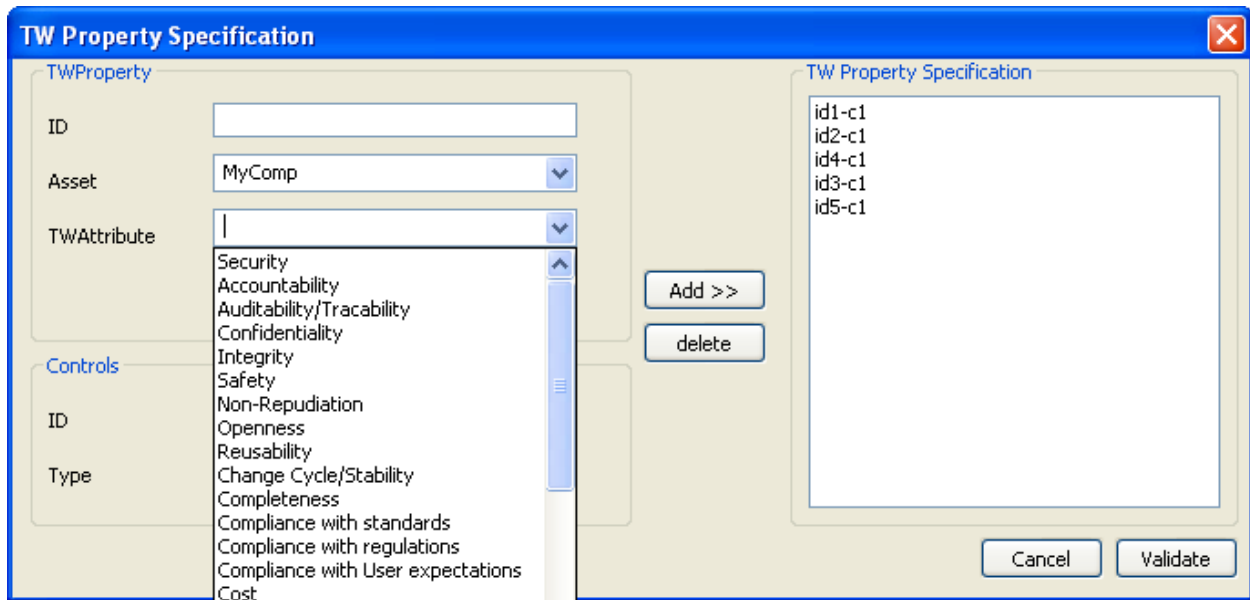 TW Property Specification
TWProperty
ID
Asset
MyComp
TWAttribute
Security
Accountability
Auditability/Tracability
Confidentiality
Integrity
Safety
Non-Repudiation
Openness
Reusability
Change Cycle/Stability
Completeness
Compliance with standards
Compliance with regulations
Compliance with User expectations
Cost
Controls
ID
Type
Add >>
delete
TW Property Specification
id1-c1
id2-c1
id4-c1
id3-c1
id5-c1
Cancel
Validate